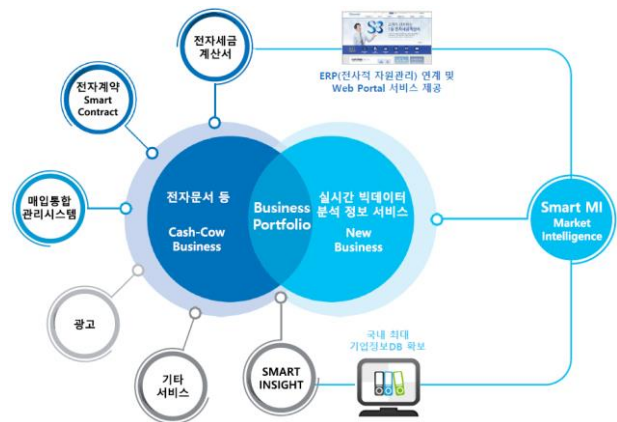 전자세금
계산서
S3
ERP(전사적 자원관리) 연계 및
Web Portal 서비스 제공
전자계약
Smart
Contract
매입통합
관리시스템
전자문서 등
Cash-Cow
Business
Business
Portfolio
실시간 빅데이터
분석 정보 서비스
New
Business
Smart MI
Market
Intelligence
광고
기타
서비스
SMART
INSIGHT
국내 최대
기업정보DB 확보